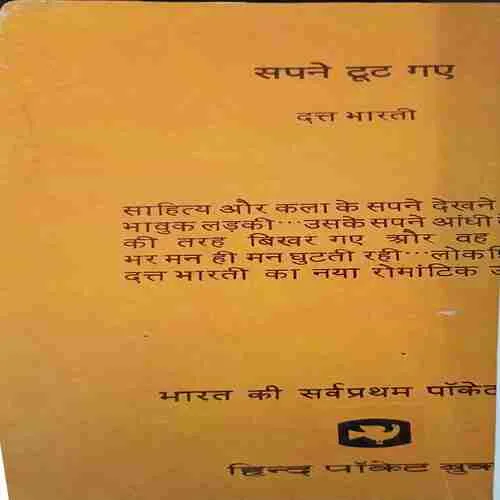 सपने टूट गए
दत्त भारती
साहित्य और कला के सपने देखने
भावुक लड़की...उसके सपने आंधी
की तरह बिखर गए और वह
भर मन ही मन घुटती रही...
दत्त भारती का नया रोमांटिक
भारत की सर्वप्रथम पॉकेट
हिन्द पॉकेट बुक